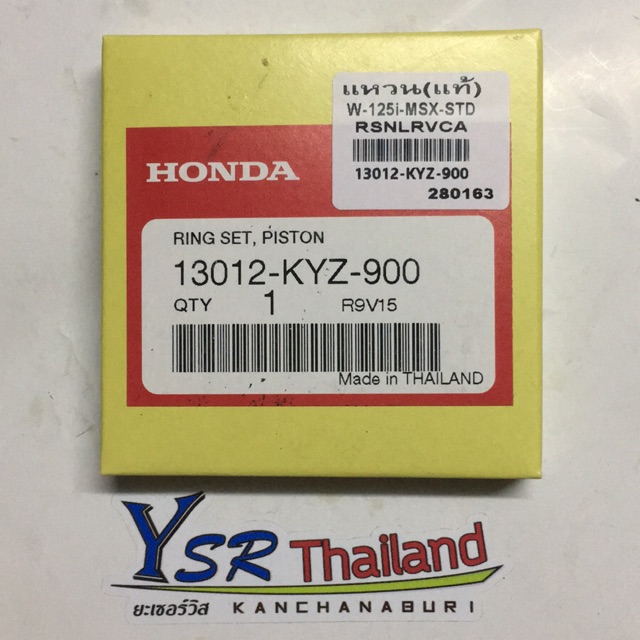 แหวน(แท้)
W-125i-MSX-STD
RSNLRVCA
13012-KYZ-900
280163
HONDA
RING SET, PISTON
13012-KYZ-900
QTY 1 R9V15
Made in THAILAND
YSR Thailand
ยะเซอร์วิส KANCHANABURI